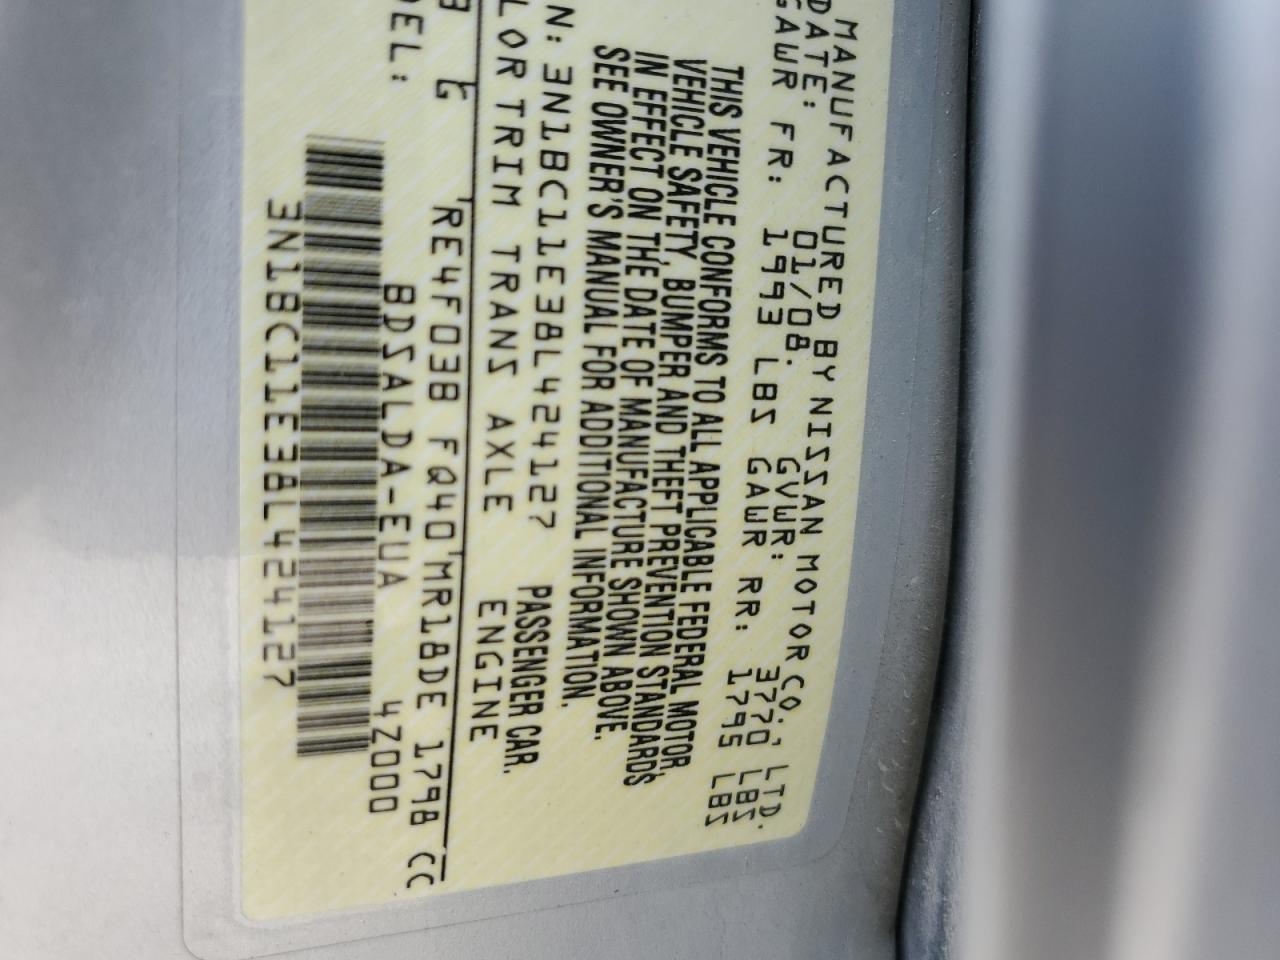 MANUFACTURED BY NISSAN MOTOR CO., LTD.
DATE: 01/08. GVWR: 3770 LBS
GAWR FR: 1993 LBS GAWR RR: 1795 LBS
THIS VEHICLE CONFORMS TO ALL APPLICABLE FEDERAL MOTOR
VEHICLE SAFETY, BUMPER AND THEFT PREVENTION STANDARDS
IN EFFECT ON THE DATE OF MANUFACTURE SHOWN ABOVE.
SEE OWNER'S MANUAL FOR ADDITIONAL INFORMATION.
N: 3N1BC11E38L424127 PASSENGER CAR.
LOR TRIM TRANS AXLE ENGINE
G RE4F03B FQ40 MR18DE 1798 CC
DEL: BDSALDA-EUA 4Z000
3N1BC11E38L424127